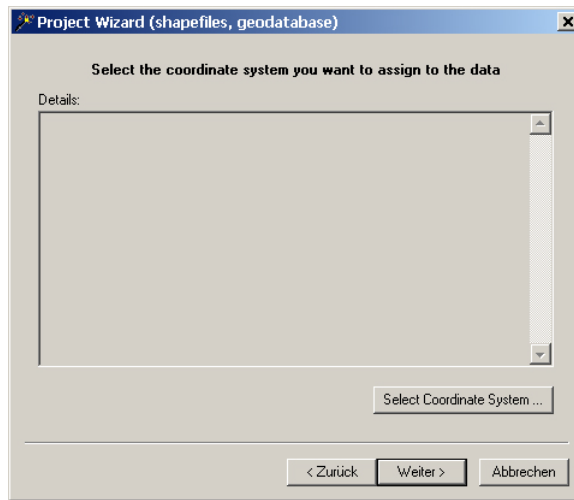 Project Wizard (shapefiles, geodatabase)
Select the coordinate system you want to assign to the data
Details:
Select Coordinate System ...
< Zurück Weiter > Abbrechen